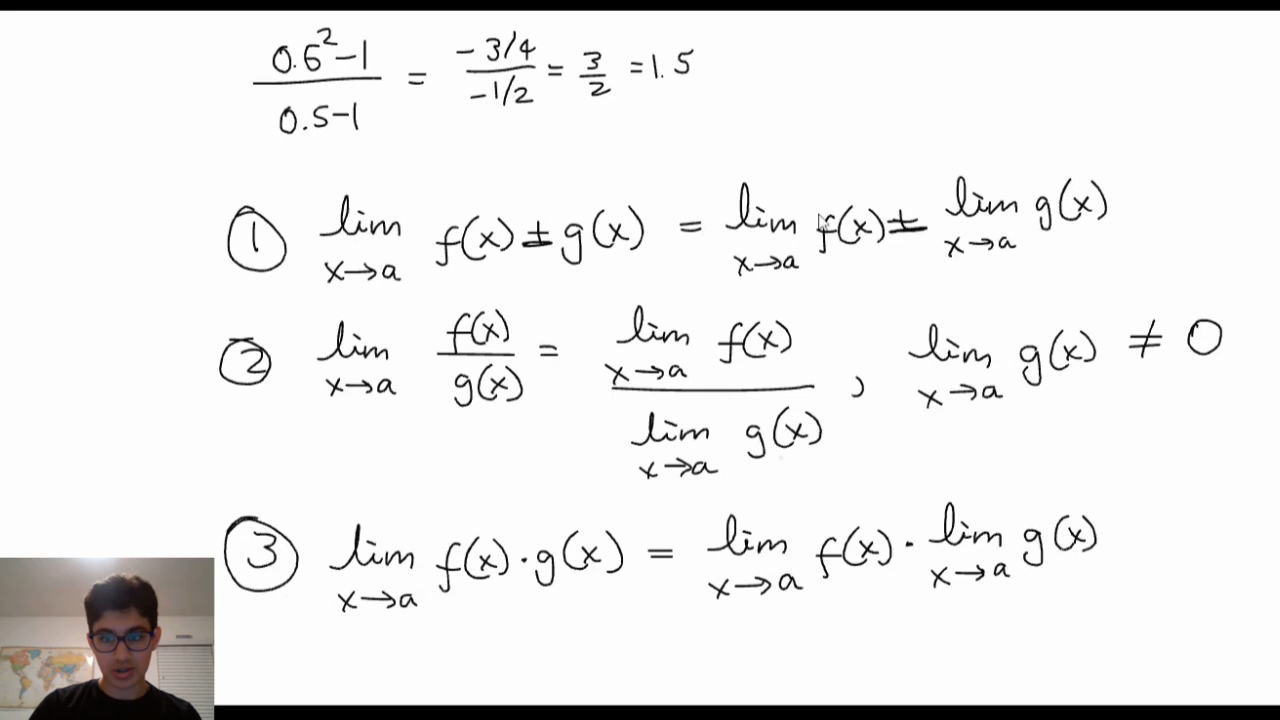 (0.5² − 1)/(0.5 − 1) = (−3/4)/(−1/2) = 3/2 = 1.5
① lim x→a f(x) ± g(x) = lim x→a f(x) ± lim x→a g(x)
② lim x→a f(x)/g(x) = (lim x→a f(x))/(lim x→a g(x)) , lim x→a g(x) ≠ 0
③ lim x→a f(x) · g(x) = lim x→a f(x) · lim x→a g(x)